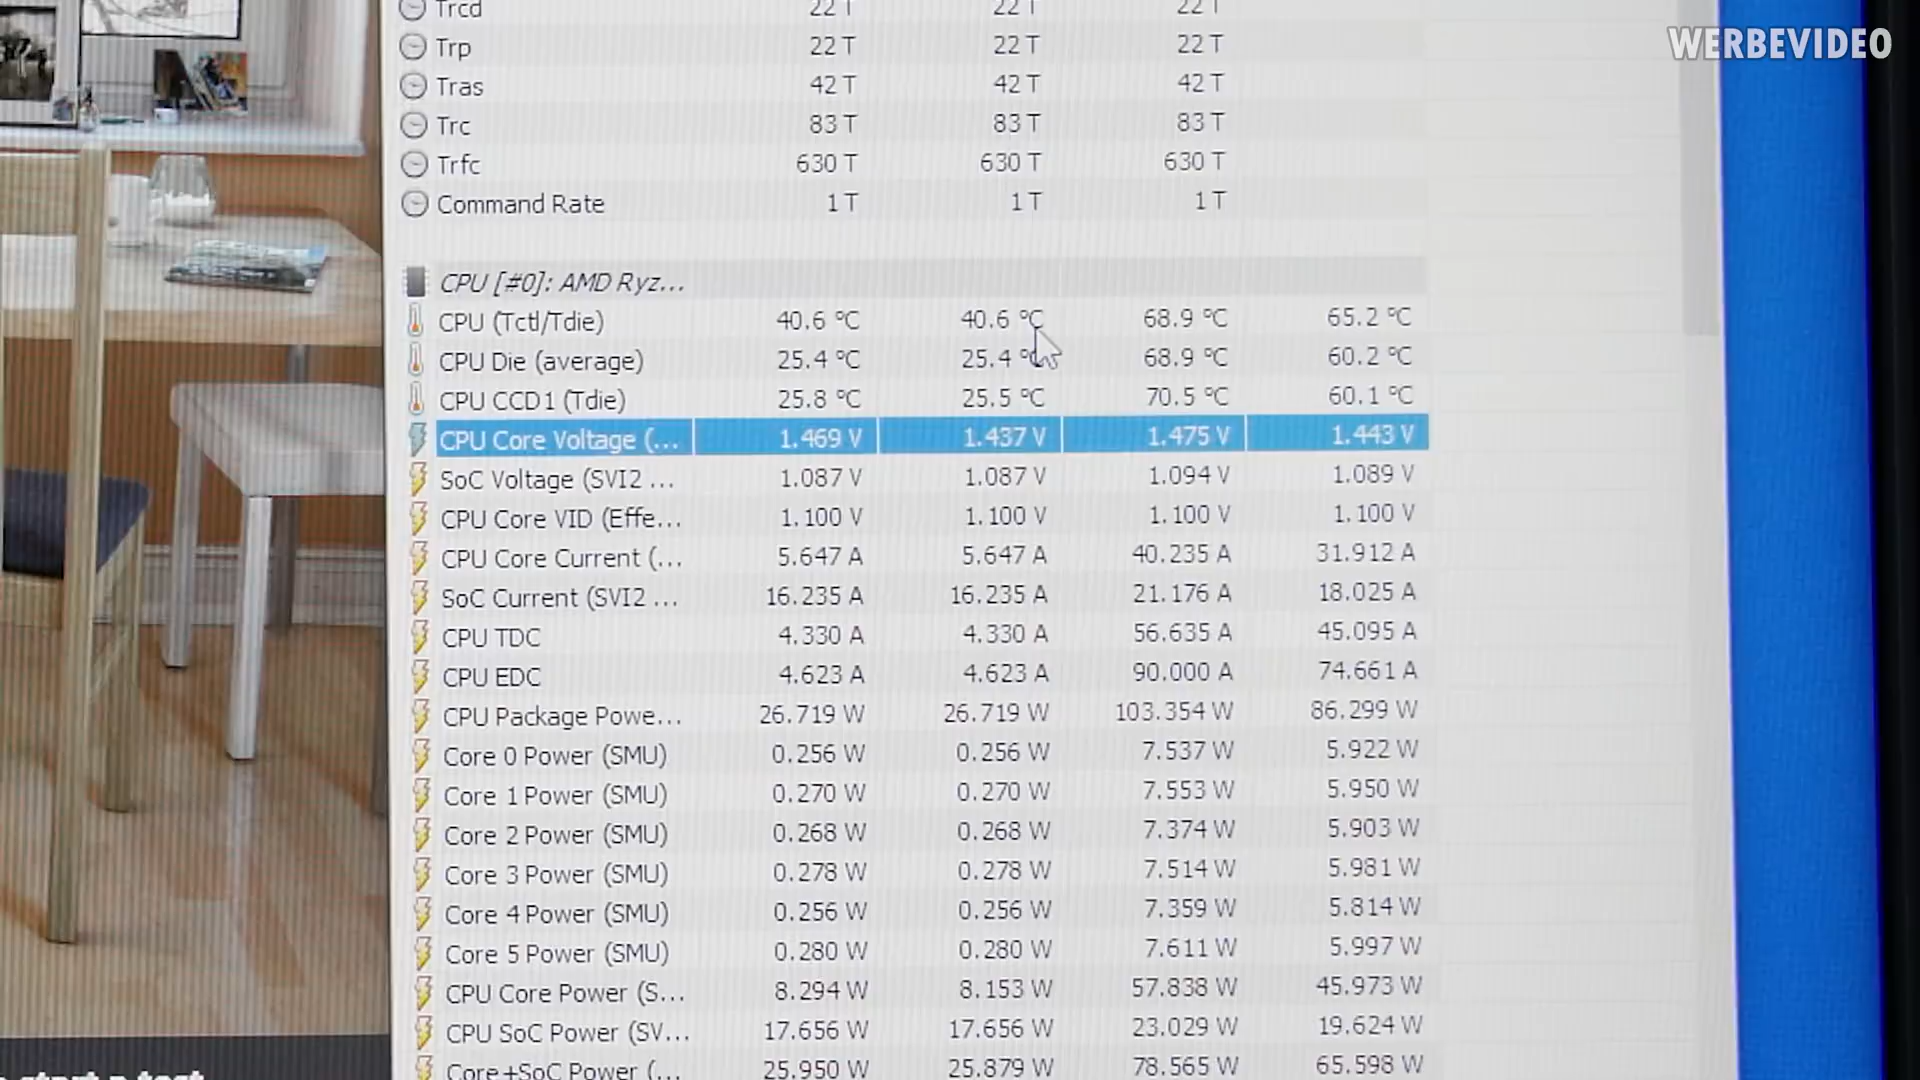 WERBEVIDEO
Trcd 22 T 22 T 22 T
Trp 22 T 22 T 22 T
Tras 42 T 42 T 42 T
Trc 83 T 83 T 83 T
Trfc 630 T 630 T 630 T
Command Rate 1 T 1 T 1 T
CPU [#0]: AMD Ryz...
CPU (Tctl/Tdie) 40.6 °C 40.6 °C 68.9 °C 65.2 °C
CPU Die (average) 25.4 °C 25.4 °C 68.9 °C 60.2 °C
CPU CCD1 (Tdie) 25.8 °C 25.5 °C 70.5 °C 60.1 °C
CPU Core Voltage (... 1.469 V 1.437 V 1.475 V 1.443 V
SoC Voltage (SVI2 ... 1.087 V 1.087 V 1.094 V 1.089 V
CPU Core VID (Effe... 1.100 V 1.100 V 1.100 V 1.100 V
CPU Core Current (... 5.647 A 5.647 A 40.235 A 31.912 A
SoC Current (SVI2 ... 16.235 A 16.235 A 21.176 A 18.025 A
CPU TDC 4.330 A 4.330 A 56.635 A 45.095 A
CPU EDC 4.623 A 4.623 A 90.000 A 74.661 A
CPU Package Powe... 26.719 W 26.719 W 103.354 W 86.299 W
Core 0 Power (SMU) 0.256 W 0.256 W 7.537 W 5.922 W
Core 1 Power (SMU) 0.270 W 0.270 W 7.553 W 5.950 W
Core 2 Power (SMU) 0.268 W 0.268 W 7.374 W 5.903 W
Core 3 Power (SMU) 0.278 W 0.278 W 7.514 W 5.981 W
Core 4 Power (SMU) 0.256 W 0.256 W 7.359 W 5.814 W
Core 5 Power (SMU) 0.280 W 0.280 W 7.611 W 5.997 W
CPU Core Power (S... 8.294 W 8.153 W 57.838 W 45.973 W
CPU SoC Power (SV... 17.656 W 17.656 W 23.029 W 19.624 W
Core+SoC Power (... 25.950 W 25.879 W 78.565 W 65.598 W